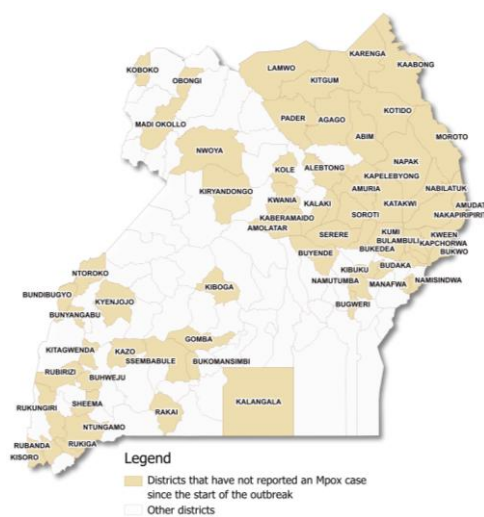 KARENGA
LAMWO
KAABONG
KOBOKO
KITGUM
OBONGI
KOTIDO
MADI OKOLLO
PADER
AGAGO
MOROTO
ABIM
NWOYA
NAPAK
KOLE
ALEBTONG
KAPELEBYONG
KIRYANDONGO
AMURIA
NABILATUK
KWANIA
KALAKI
KATAKWI
AMUDAT
KABERAMAIDO
SOROTI
NAKAPIRIPIRIT
AMOLATAR
SERERE
KUMI
KWEEN
BULAMBULI
KAPCHORWA
BUYENDE
BUKEDEA
BUKWO
NTOROKO
KIBUKU
BUDAKA
BUNDIBUGYO
KYENJOJO
KIBOGA
NAMUTUMBA
MANAFWA
NAMISINDWA
BUNYANGABU
BUGWERI
GOMBA
KITAGWENDA
KAZO
SSEMBABULE
BUKOMANSIMBI
RUBIRIZI
BUHWEJU
KALANGALA
RUKUNGIRI
SHEEMA
RAKAI
NTUNGAMO
RUBANDA
RUKIGA
KISORO
Legend
Districts that have not reported an Mpox case
since the start of the outbreak
Other districts